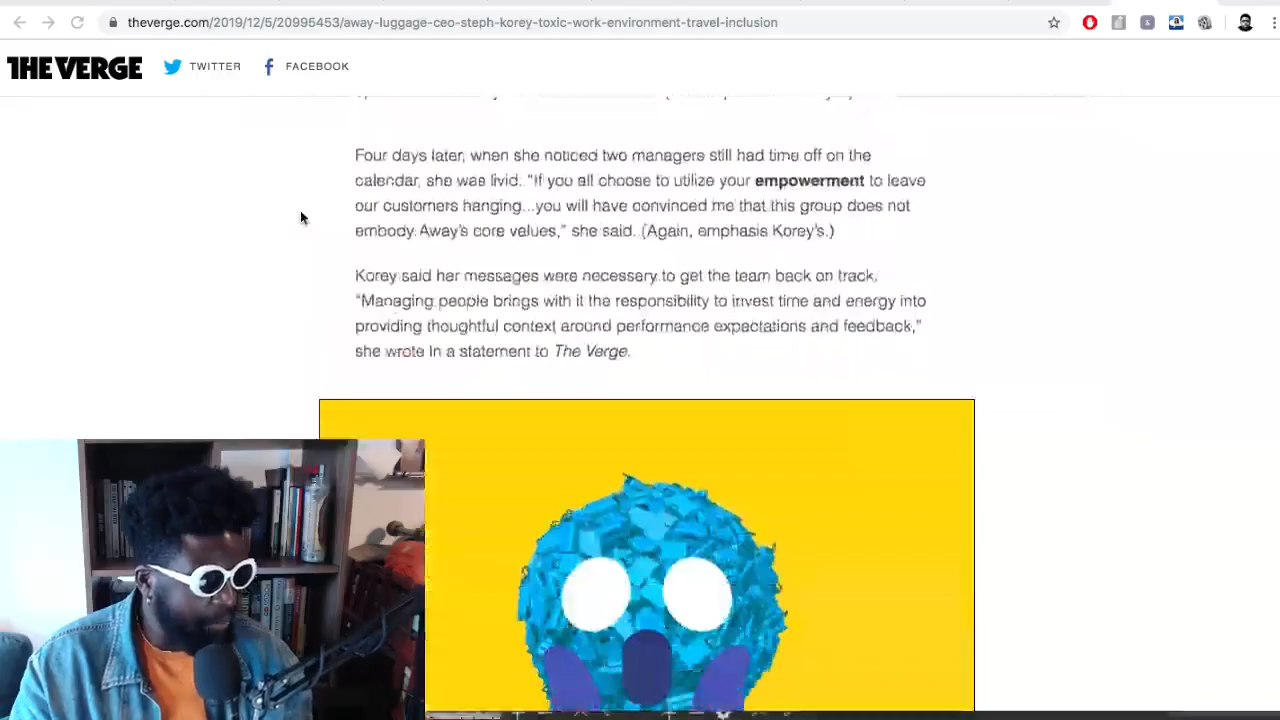 theverge.com/2019/12/5/20995453/away-luggage-ceo-steph-korey-toxic-work-environment-travel-inclusion
THE VERGE TWITTER FACEBOOK
Four days later, when she noticed two managers still had time off on the
calendar, she was livid. “If you all choose to utilize your empowerment to leave
our customers hanging...you will have convinced me that this group does not
embody Away’s core values,” she said. (Again, emphasis Korey’s.)
Korey said her messages were necessary to get the team back on track.
“Managing people brings with it the responsibility to invest time and energy into
providing thoughtful context around performance expectations and feedback,”
she wrote in a statement to The Verge.